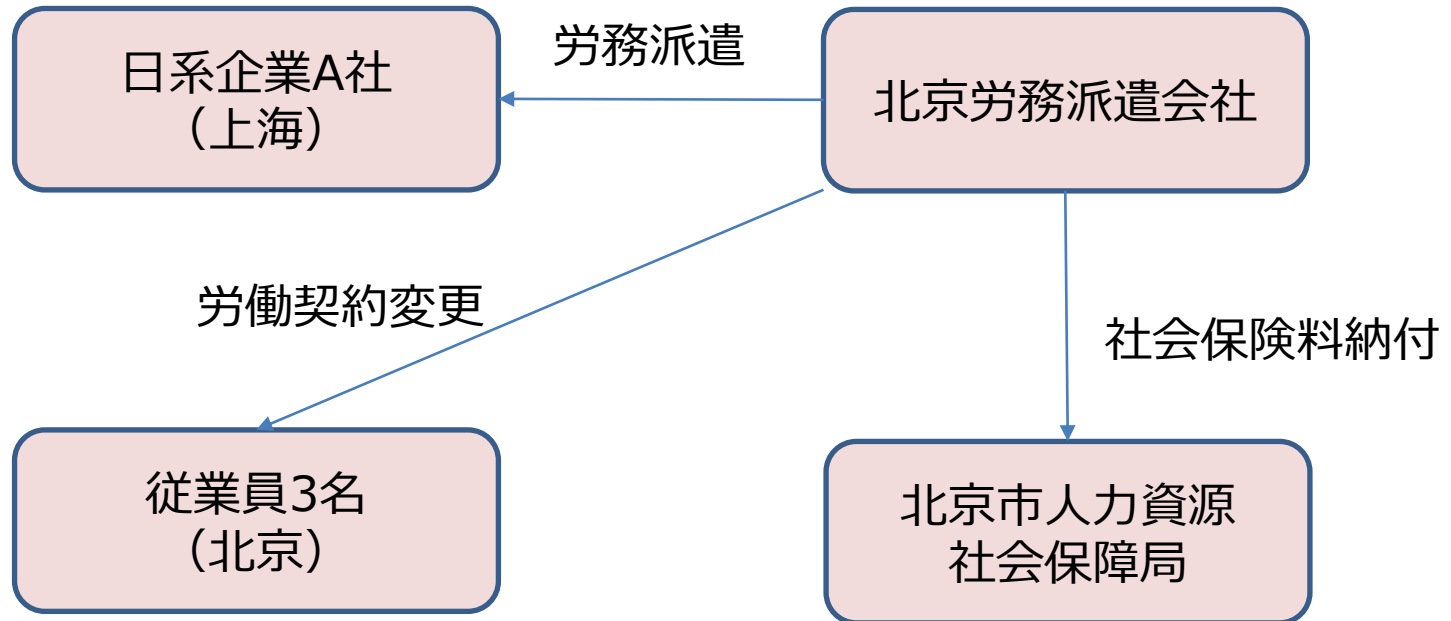 日系企業A社
（上海）
労務派遣
北京労務派遣会社
労働契約変更
社会保険料納付
従業員3名
（北京）
北京市人力資源
社会保障局